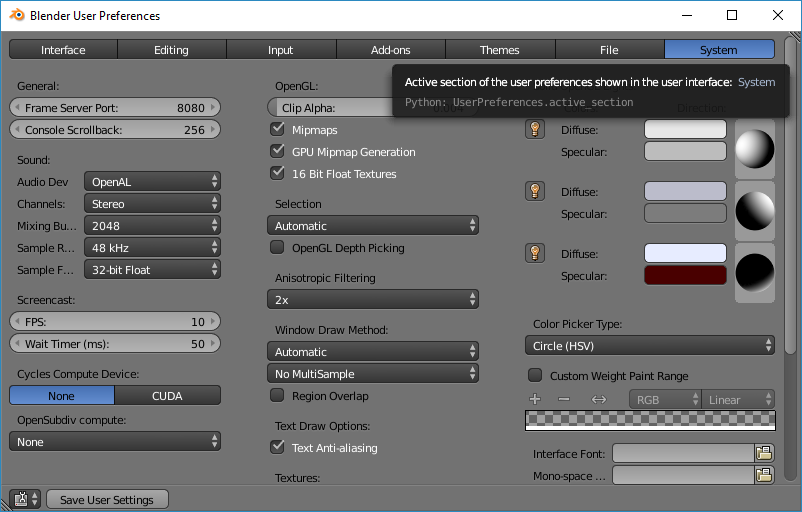 Blender User Preferences
Interface Editing Input Add-ons Themes File System
Active section of the user preferences shown in the user interface: System
Python: UserPreferences.active_section
General:
Frame Server Port: 8080
Console Scrollback: 256
Sound:
Audio Dev OpenAL
Channels: Stereo
Mixing Bu... 2048
Sample R... 48 kHz
Sample F... 32-bit Float
Screencast:
FPS: 10
Wait Timer (ms): 50
Cycles Compute Device:
None CUDA
OpenSubdiv compute:
None
OpenGL:
Clip Alpha:
Mipmaps
GPU Mipmap Generation
16 Bit Float Textures
Selection
Automatic
OpenGL Depth Picking
Anisotropic Filtering
2x
Window Draw Method:
Automatic
No MultiSample
Region Overlap
Text Draw Options:
Text Anti-aliasing
Textures:
Diffuse:
Specular:
Diffuse:
Specular:
Diffuse:
Specular:
Color Picker Type:
Circle (HSV)
Custom Weight Paint Range
RGB Linear
Interface Font:
Mono-space ...
Save User Settings